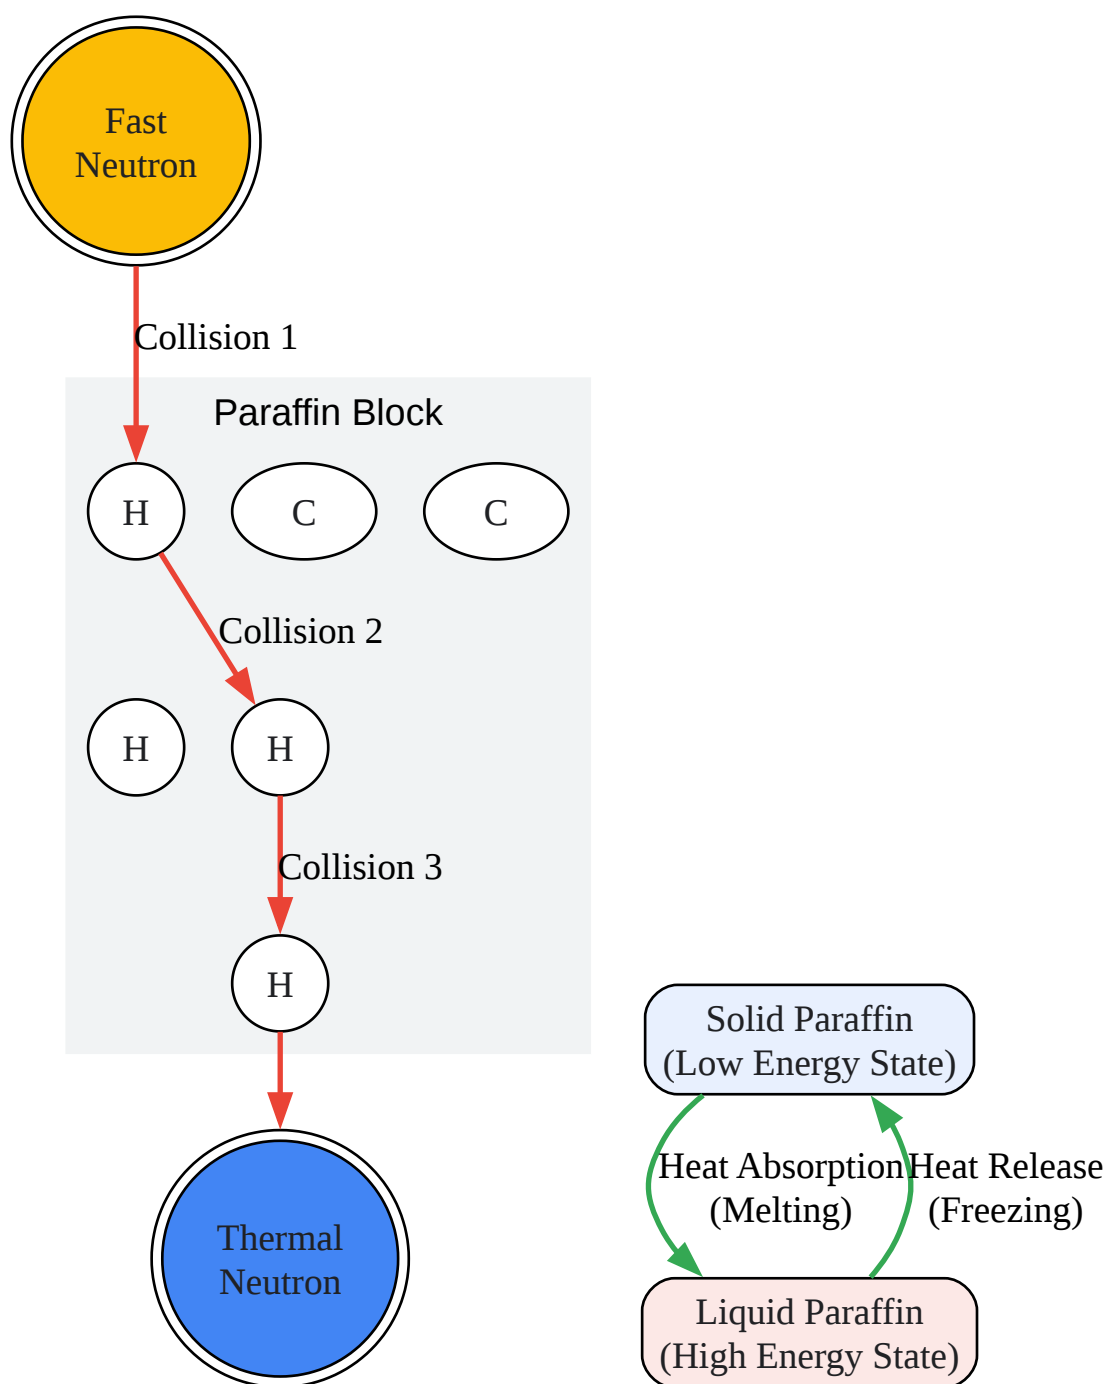 Fast
Neutron
Collision 1
Paraffin Block
H
C
C
Collision 2
H
H
Collision 3
H
Thermal
Neutron
Solid Paraffin
(Low Energy State)
Heat Absorption
(Melting)
Heat Release
(Freezing)
Liquid Paraffin
(High Energy State)